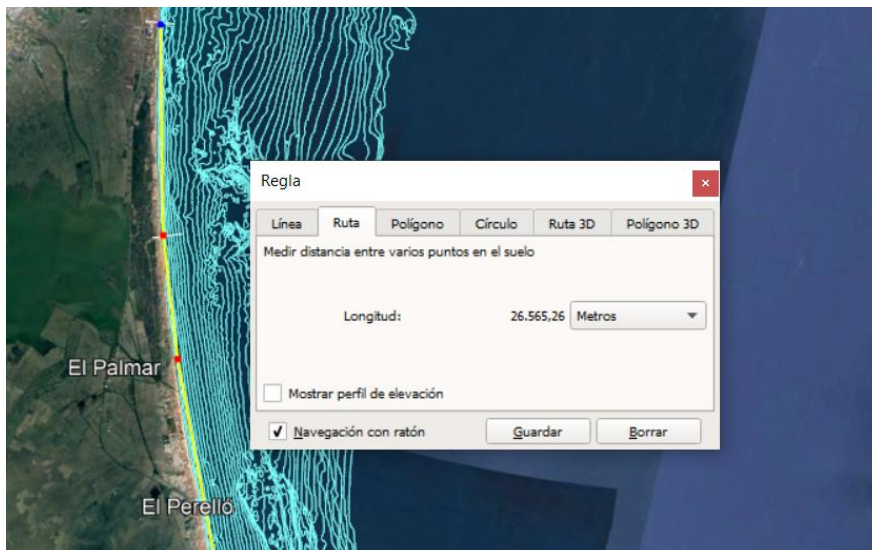 Regla
Línea Ruta Polígono Círculo Ruta 3D Polígono 3D
Medir distancia entre varios puntos en el suelo
Longitud: 26.565,26 Metros
El Palmar
Mostrar perfil de elevación
Navegación con ratón Guardar Borrar
El Perelló